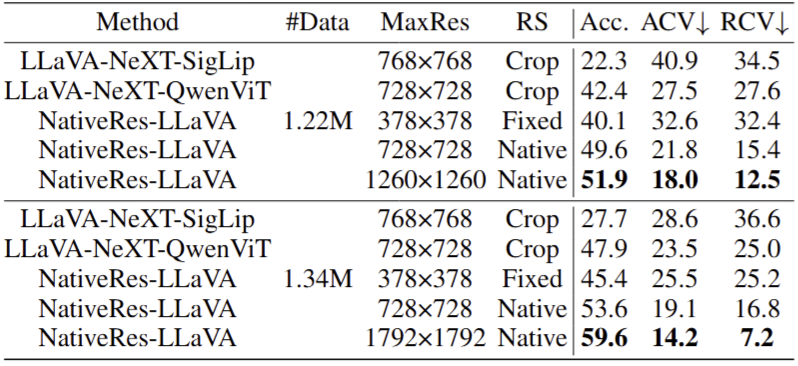 Method #Data MaxRes RS Acc. ACV↓ RCV↓
LLaVA-NeXT-SigLip 768×768 Crop 22.3 40.9 34.5
LLaVA-NeXT-QwenViT 728×728 Crop 42.4 27.5 27.6
NativeRes-LLaVA 1.22M 378×378 Fixed 40.1 32.6 32.4
NativeRes-LLaVA 728×728 Native 49.6 21.8 15.4
NativeRes-LLaVA 1260×1260 Native 51.9 18.0 12.5
LLaVA-NeXT-SigLip 768×768 Crop 27.7 28.6 36.6
LLaVA-NeXT-QwenViT 728×728 Crop 47.9 23.5 25.0
NativeRes-LLaVA 1.34M 378×378 Fixed 45.4 25.5 25.2
NativeRes-LLaVA 728×728 Native 53.6 19.1 16.8
NativeRes-LLaVA 1792×1792 Native 59.6 14.2 7.2